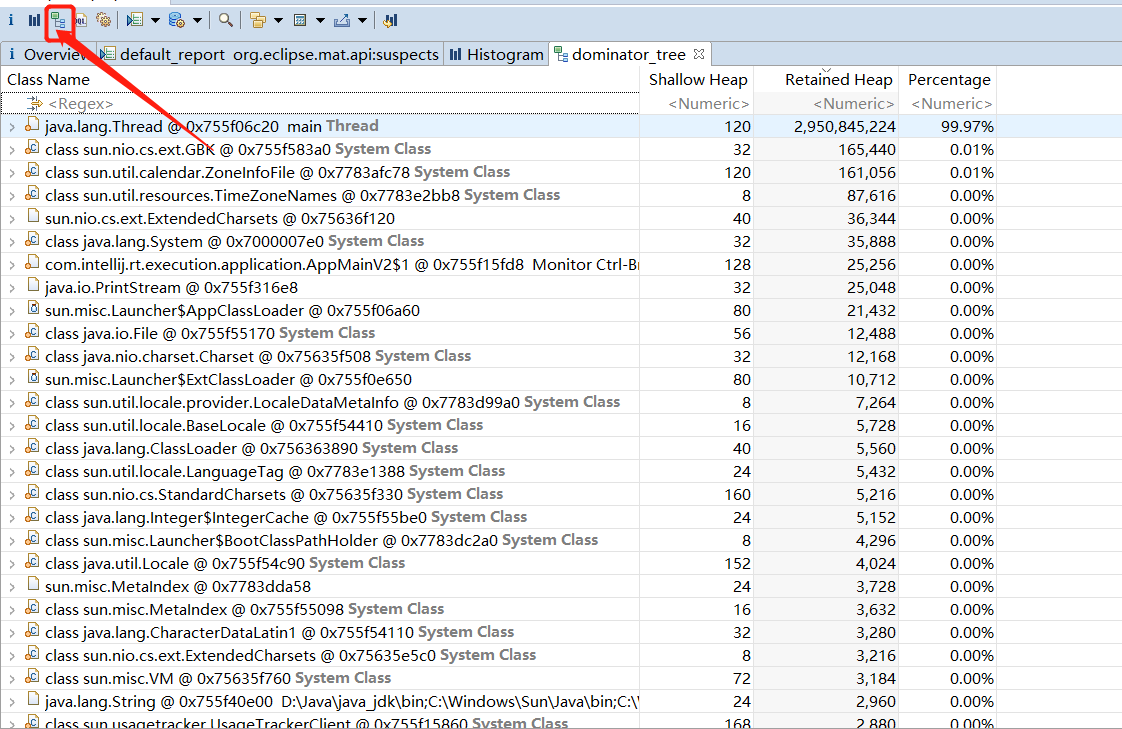 i OQL
i Overview default_report org.eclipse.mat.api:suspects Histogram dominator_tree
Class Name Shallow Heap Retained Heap Percentage
<Regex> <Numeric> <Numeric> <Numeric>
java.lang.Thread @ 0x755f06c20 main Thread 120 2,950,845,224 99.97%
class sun.nio.cs.ext.GBK @ 0x755f583a0 System Class 32 165,440 0.01%
class sun.util.calendar.ZoneInfoFile @ 0x7783afc78 System Class 120 161,056 0.01%
class sun.util.resources.TimeZoneNames @ 0x7783e2bb8 System Class 8 87,616 0.00%
sun.nio.cs.ext.ExtendedCharsets @ 0x75636f120 40 36,344 0.00%
class java.lang.System @ 0x7000007e0 System Class 32 35,888 0.00%
com.intellij.rt.execution.application.AppMainV2$1 @ 0x755f15fd8 Monitor Ctrl-Br 128 25,256 0.00%
java.io.PrintStream @ 0x755f316e8 32 25,048 0.00%
sun.misc.Launcher$AppClassLoader @ 0x755f06a60 80 21,432 0.00%
class java.io.File @ 0x755f55170 System Class 56 12,488 0.00%
class java.nio.charset.Charset @ 0x75635f508 System Class 32 12,168 0.00%
sun.misc.Launcher$ExtClassLoader @ 0x755f0e650 80 10,712 0.00%
class sun.util.locale.provider.LocaleDataMetaInfo @ 0x7783d99a0 System Class 8 7,264 0.00%
class sun.util.locale.BaseLocale @ 0x755f54410 System Class 16 5,728 0.00%
class java.lang.ClassLoader @ 0x756363890 System Class 40 5,560 0.00%
class sun.util.locale.LanguageTag @ 0x7783e1388 System Class 24 5,432 0.00%
class sun.nio.cs.StandardCharsets @ 0x75635f330 System Class 160 5,216 0.00%
class java.lang.Integer$IntegerCache @ 0x755f55be0 System Class 24 5,152 0.00%
class sun.misc.Launcher$BootClassPathHolder @ 0x7783dc2a0 System Class 8 4,296 0.00%
class java.util.Locale @ 0x755f54c90 System Class 152 4,024 0.00%
sun.misc.MetaIndex @ 0x7783dda58 24 3,728 0.00%
class sun.misc.MetaIndex @ 0x755f55098 System Class 16 3,632 0.00%
class java.lang.CharacterDataLatin1 @ 0x755f54110 System Class 32 3,280 0.00%
class sun.nio.cs.ext.ExtendedCharsets @ 0x75635e5c0 System Class 8 3,216 0.00%
class sun.misc.VM @ 0x75635f760 System Class 72 3,184 0.00%
java.lang.String @ 0x755f40e00 D:\Java\java_jdk\bin;C:\Windows\Sun\Java\bin;C:\ 24 2,960 0.00%
class sun.usagetracker.UsageTrackerClient @ 0x755f15860 System Class 168 2,880 0.00%